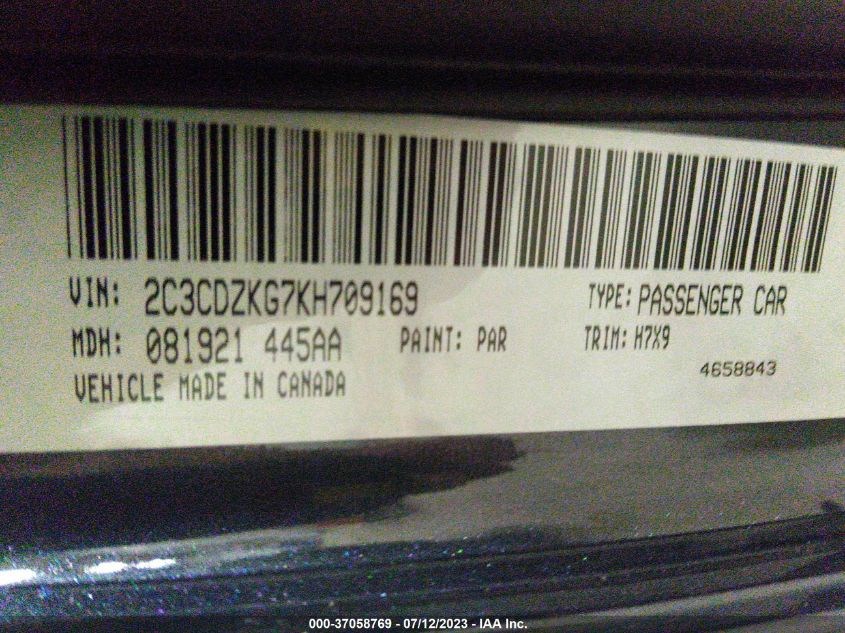 VIN: 2C3CDZKG7KH709169 TYPE: PASSENGER CAR
MDH: 081921 445AA PAINT: PAR TRIM: H7X9
4658843
VEHICLE MADE IN CANADA
000-37058769 - 07/12/2023 - IAA Inc.